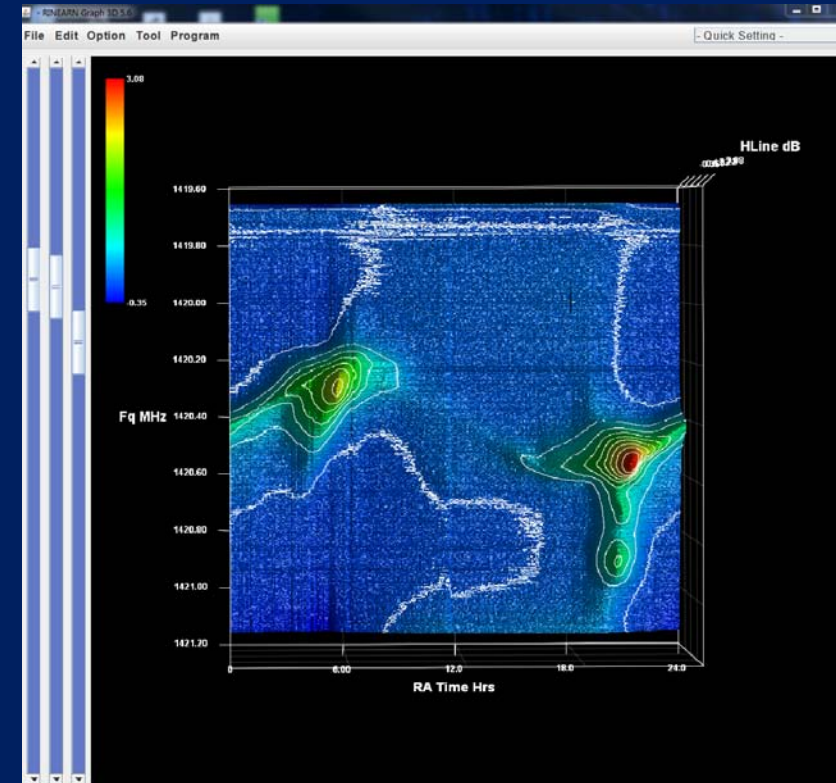 RINEARN Graph 3D 5.6
File Edit Option Tool Program
- Quick Setting -
3.08
-0.35
HLine dB
1419.60
1419.80
1420.00
1420.20
Fq MHz 1420.40
1420.60
1420.80
1421.00
1421.20
0 6.00 12.0 18.0 24.0
RA Time Hrs